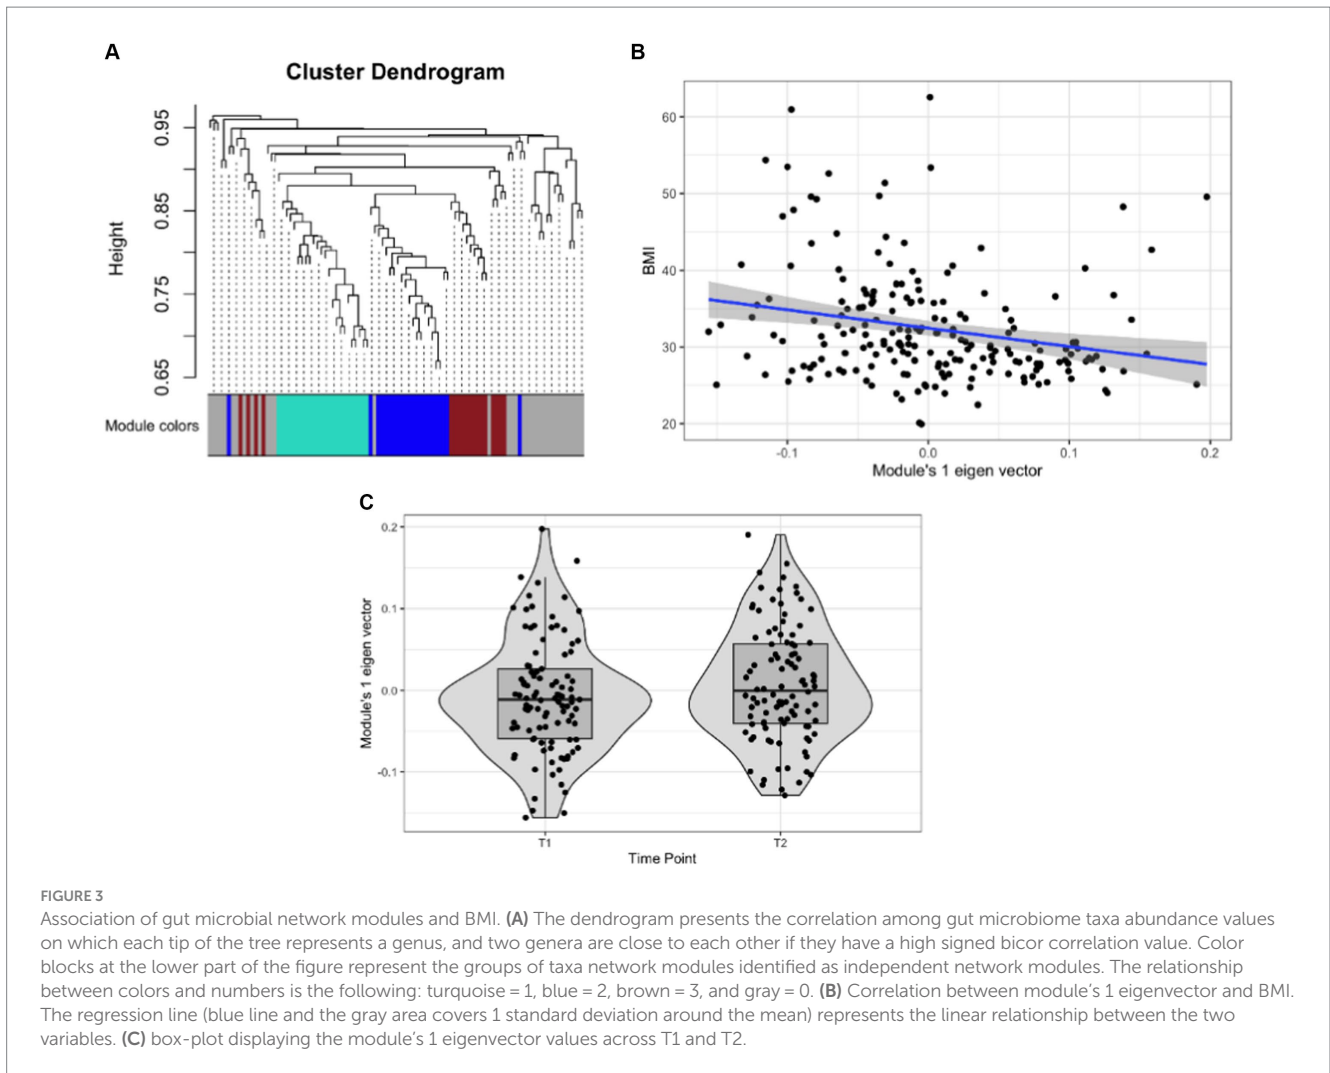 A
Cluster Dendrogram
Height
0.95
0.85
0.75
0.65
Module colors
B
BMI
60
50
40
30
20
-0.1
0.0
0.1
0.2
Module's 1 eigen vector
C
Module's 1 eigen vector
0.2
0.1
0.0
-0.1
T1
T2
Time Point
FIGURE 3
Association of gut microbial network modules and BMI. (A) The dendrogram presents the correlation among gut microbiome taxa abundance values
on which each tip of the tree represents a genus, and two genera are close to each other if they have a high signed bicor correlation value. Color
blocks at the lower part of the figure represent the groups of taxa network modules identified as independent network modules. The relationship
between colors and numbers is the following: turquoise = 1, blue = 2, brown = 3, and gray = 0. (B) Correlation between module's 1 eigenvector and BMI.
The regression line (blue line and the gray area covers 1 standard deviation around the mean) represents the linear relationship between the two
variables. (C) box-plot displaying the module's 1 eigenvector values across T1 and T2.